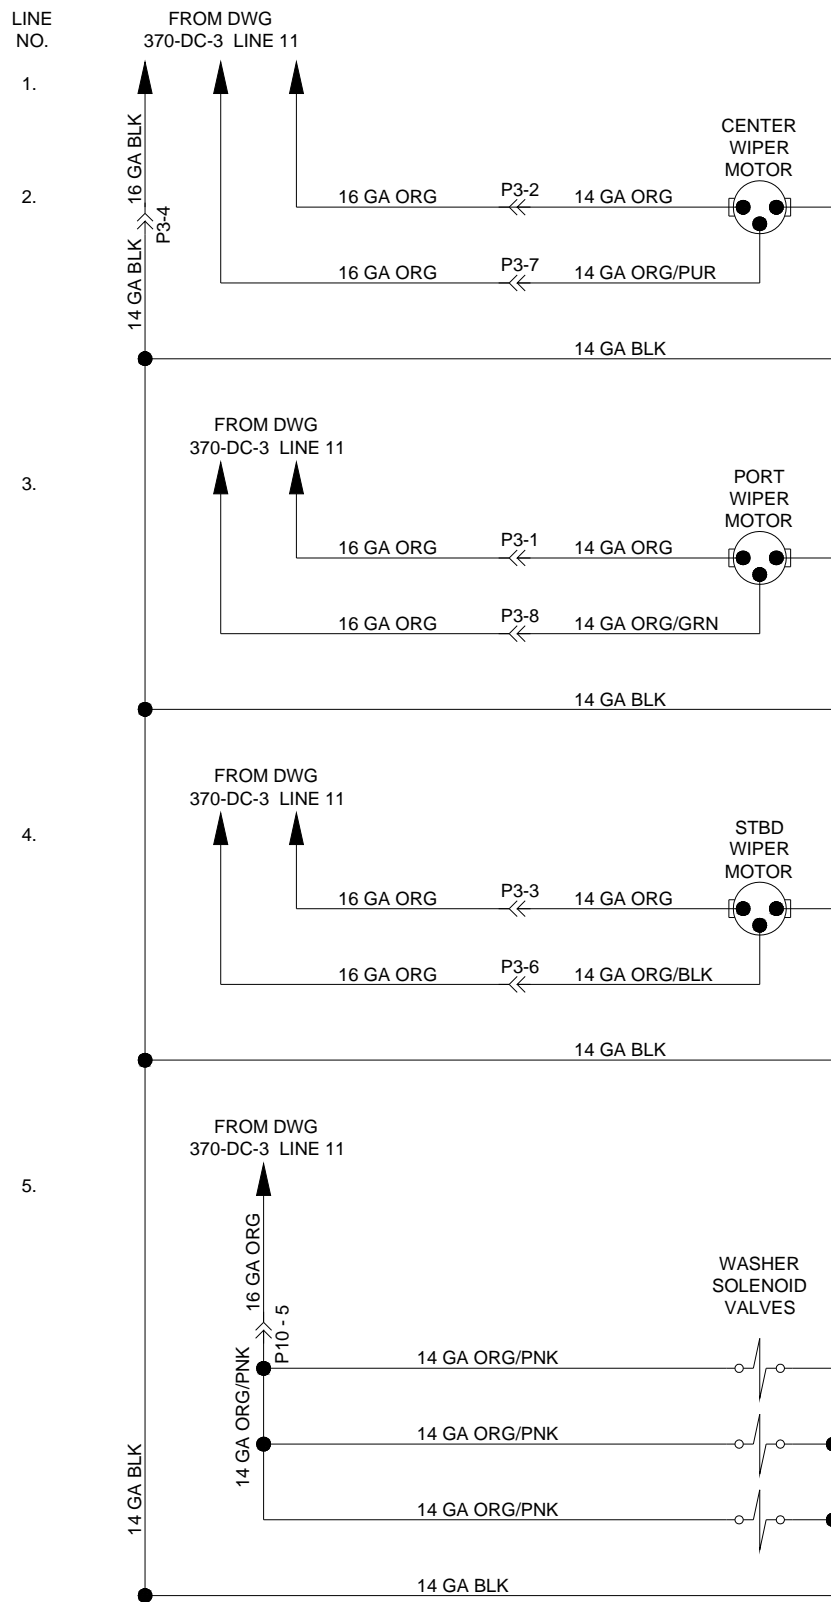 LINE
NO.
FROM DWG
370-DC-3 LINE 11
1.
16 GA BLK
P3-4
14 GA BLK
2.
16 GA ORG
P3-2
14 GA ORG
CENTER
WIPER
MOTOR
16 GA ORG
P3-7
14 GA ORG/PUR
14 GA BLK
FROM DWG
370-DC-3 LINE 11
3.
PORT
WIPER
MOTOR
16 GA ORG
P3-1
14 GA ORG
16 GA ORG
P3-8
14 GA ORG/GRN
14 GA BLK
FROM DWG
370-DC-3 LINE 11
4.
STBD
WIPER
MOTOR
16 GA ORG
P3-3
14 GA ORG
16 GA ORG
P3-6
14 GA ORG/BLK
14 GA BLK
FROM DWG
370-DC-3 LINE 11
5.
16 GA ORG
P10 - 5
14 GA ORG/PNK
WASHER
SOLENOID
VALVES
14 GA ORG/PNK
14 GA ORG/PNK
14 GA ORG/PNK
14 GA BLK
14 GA BLK